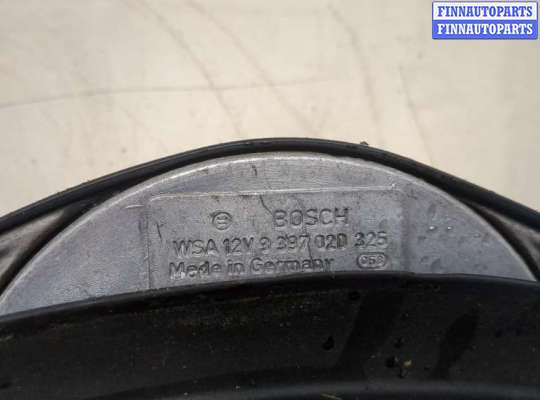 FINNAUTOPARTS
FINNAUTOPARTS
BOSCH
WSA 12V 9 397 020 325
Made in Germany